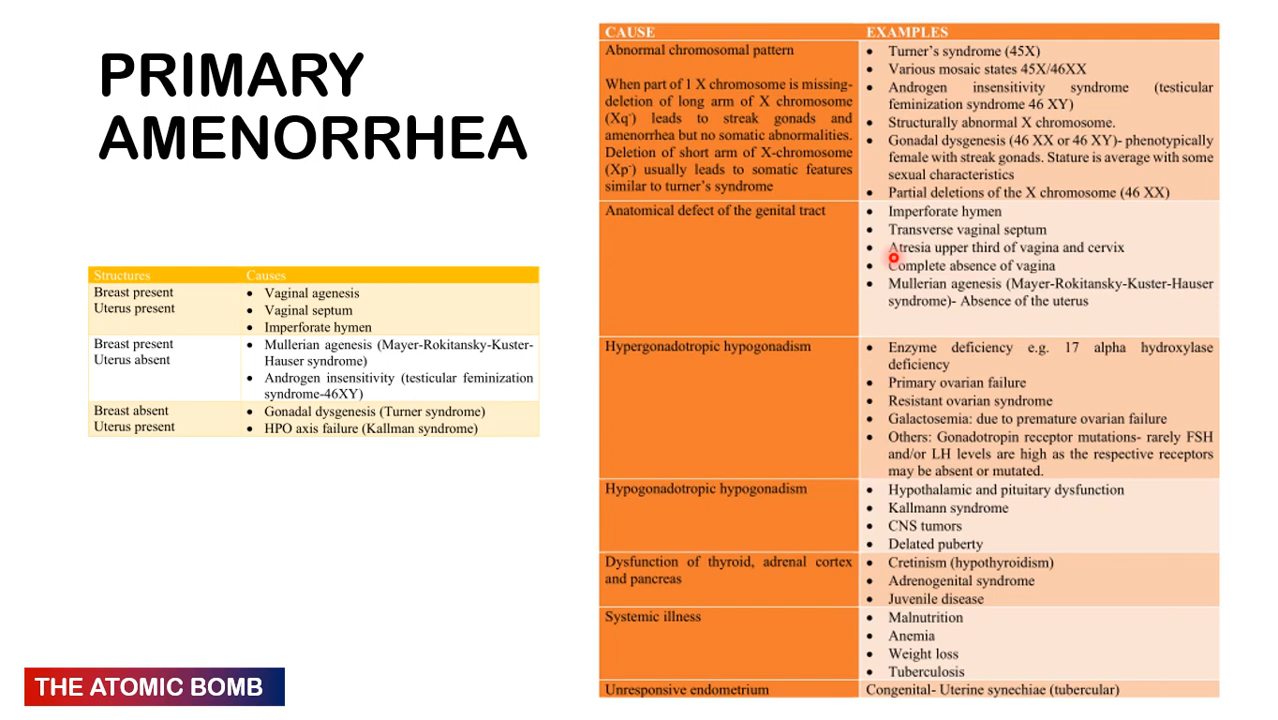 PRIMARY
AMENORRHEA
Structures Causes
Breast present
Uterus present
• Vaginal agenesis
• Vaginal septum
• Imperforate hymen
Breast present
Uterus absent
• Mullerian agenesis (Mayer-Rokitansky-Kuster-
Hauser syndrome)
• Androgen insensitivity (testicular feminization
syndrome-46XY)
Breast absent
Uterus present
• Gonadal dysgenesis (Turner syndrome)
• HPO axis failure (Kallman syndrome)
THE ATOMIC BOMB
CAUSE EXAMPLES
Abnormal chromosomal pattern
When part of 1 X chromosome is missing-
deletion of long arm of X chromosome
(Xq-) leads to streak gonads and
amenorrhea but no somatic abnormalities.
Deletion of short arm of X-chromosome
(Xp-) usually leads to somatic features
similar to turner's syndrome
• Turner's syndrome (45X)
• Various mosaic states 45X/46XX
• Androgen insensitivity syndrome (testicular
feminization syndrome 46 XY)
• Structurally abnormal X chromosome.
• Gonadal dysgenesis (46 XX or 46 XY)- phenotypically
female with streak gonads. Stature is average with some
sexual characteristics
• Partial deletions of the X chromosome (46 XX)
Anatomical defect of the genital tract
• Imperforate hymen
• Transverse vaginal septum
• Atresia upper third of vagina and cervix
• Complete absence of vagina
• Mullerian agenesis (Mayer-Rokitansky-Kuster-Hauser
syndrome)- Absence of the uterus
Hypergonadotropic hypogonadism
• Enzyme deficiency e.g. 17 alpha hydroxylase
deficiency
• Primary ovarian failure
• Resistant ovarian syndrome
• Galactosemia: due to premature ovarian failure
• Others: Gonadotropin receptor mutations- rarely FSH
and/or LH levels are high as the respective receptors
may be absent or mutated.
Hypogonadotropic hypogonadism
• Hypothalamic and pituitary dysfunction
• Kallmann syndrome
• CNS tumors
• Delated puberty
Dysfunction of thyroid, adrenal cortex
and pancreas
• Cretinism (hypothyroidism)
• Adrenogenital syndrome
• Juvenile disease
Systemic illness
• Malnutrition
• Anemia
• Weight loss
• Tuberculosis
Unresponsive endometrium
Congenital- Uterine synechiae (tubercular)